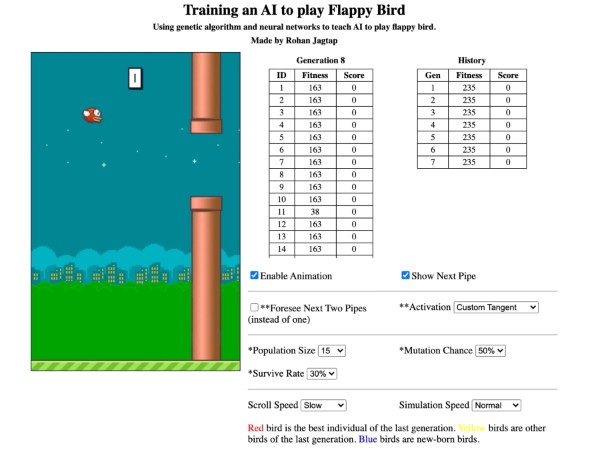 Training an AI to play Flappy Bird
Using genetic algorithm and neural networks to teach AI to play flappy bird.
Made by Rohan Jagtap
Generation 8
ID Fitness Score
1 163 0
2 163 0
3 163 0
4 163 0
5 163 0
6 163 0
7 163 0
8 163 0
9 163 0
10 163 0
11 38 0
12 163 0
13 163 0
14 163 0
History
Gen Fitness Score
1 235 0
2 235 0
3 235 0
4 235 0
5 235 0
6 235 0
7 235 0
Enable Animation
Show Next Pipe
**Foresee Next Two Pipes
(instead of one)
**Activation Custom Tangent
*Population Size 15
*Mutation Chance 50%
*Survive Rate 30%
Scroll Speed Slow
Simulation Speed Normal
Red bird is the best individual of the last generation. Yellow birds are other
birds of the last generation. Blue birds are new-born birds.